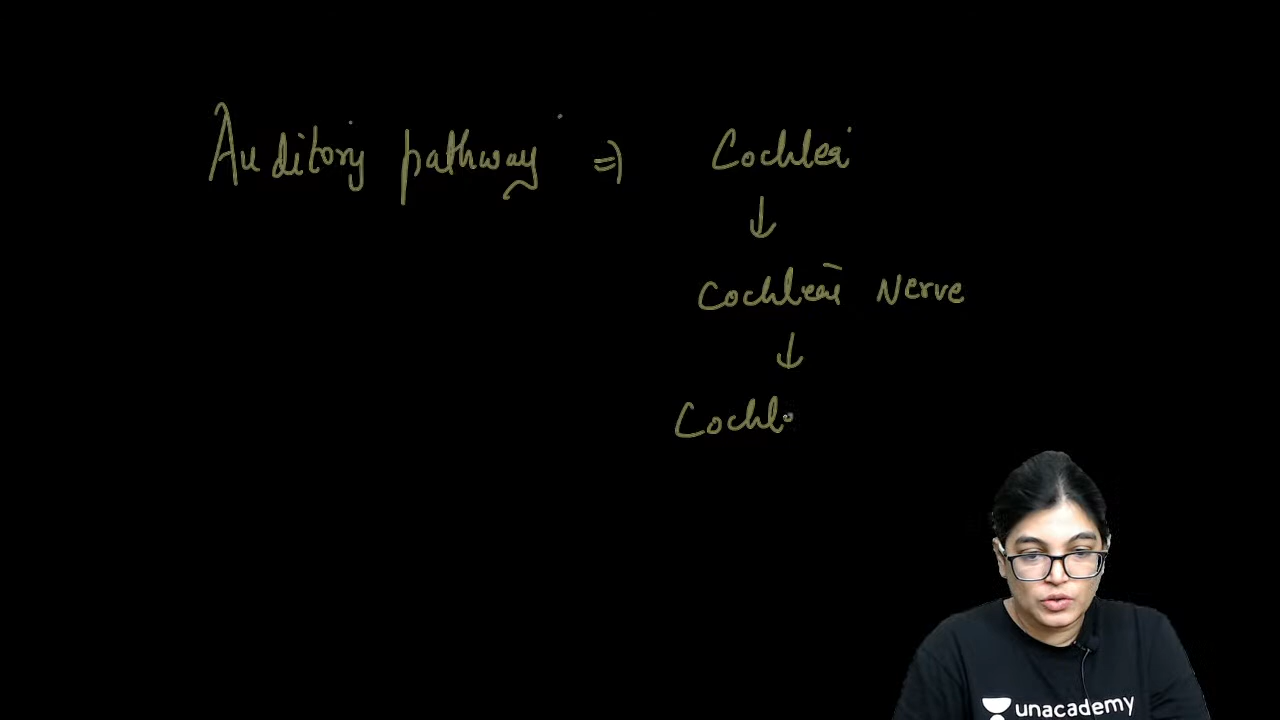 Auditory pathway ⇒ Cochlea
↓
Cochlear Nerve
↓
Cochl
unacademy